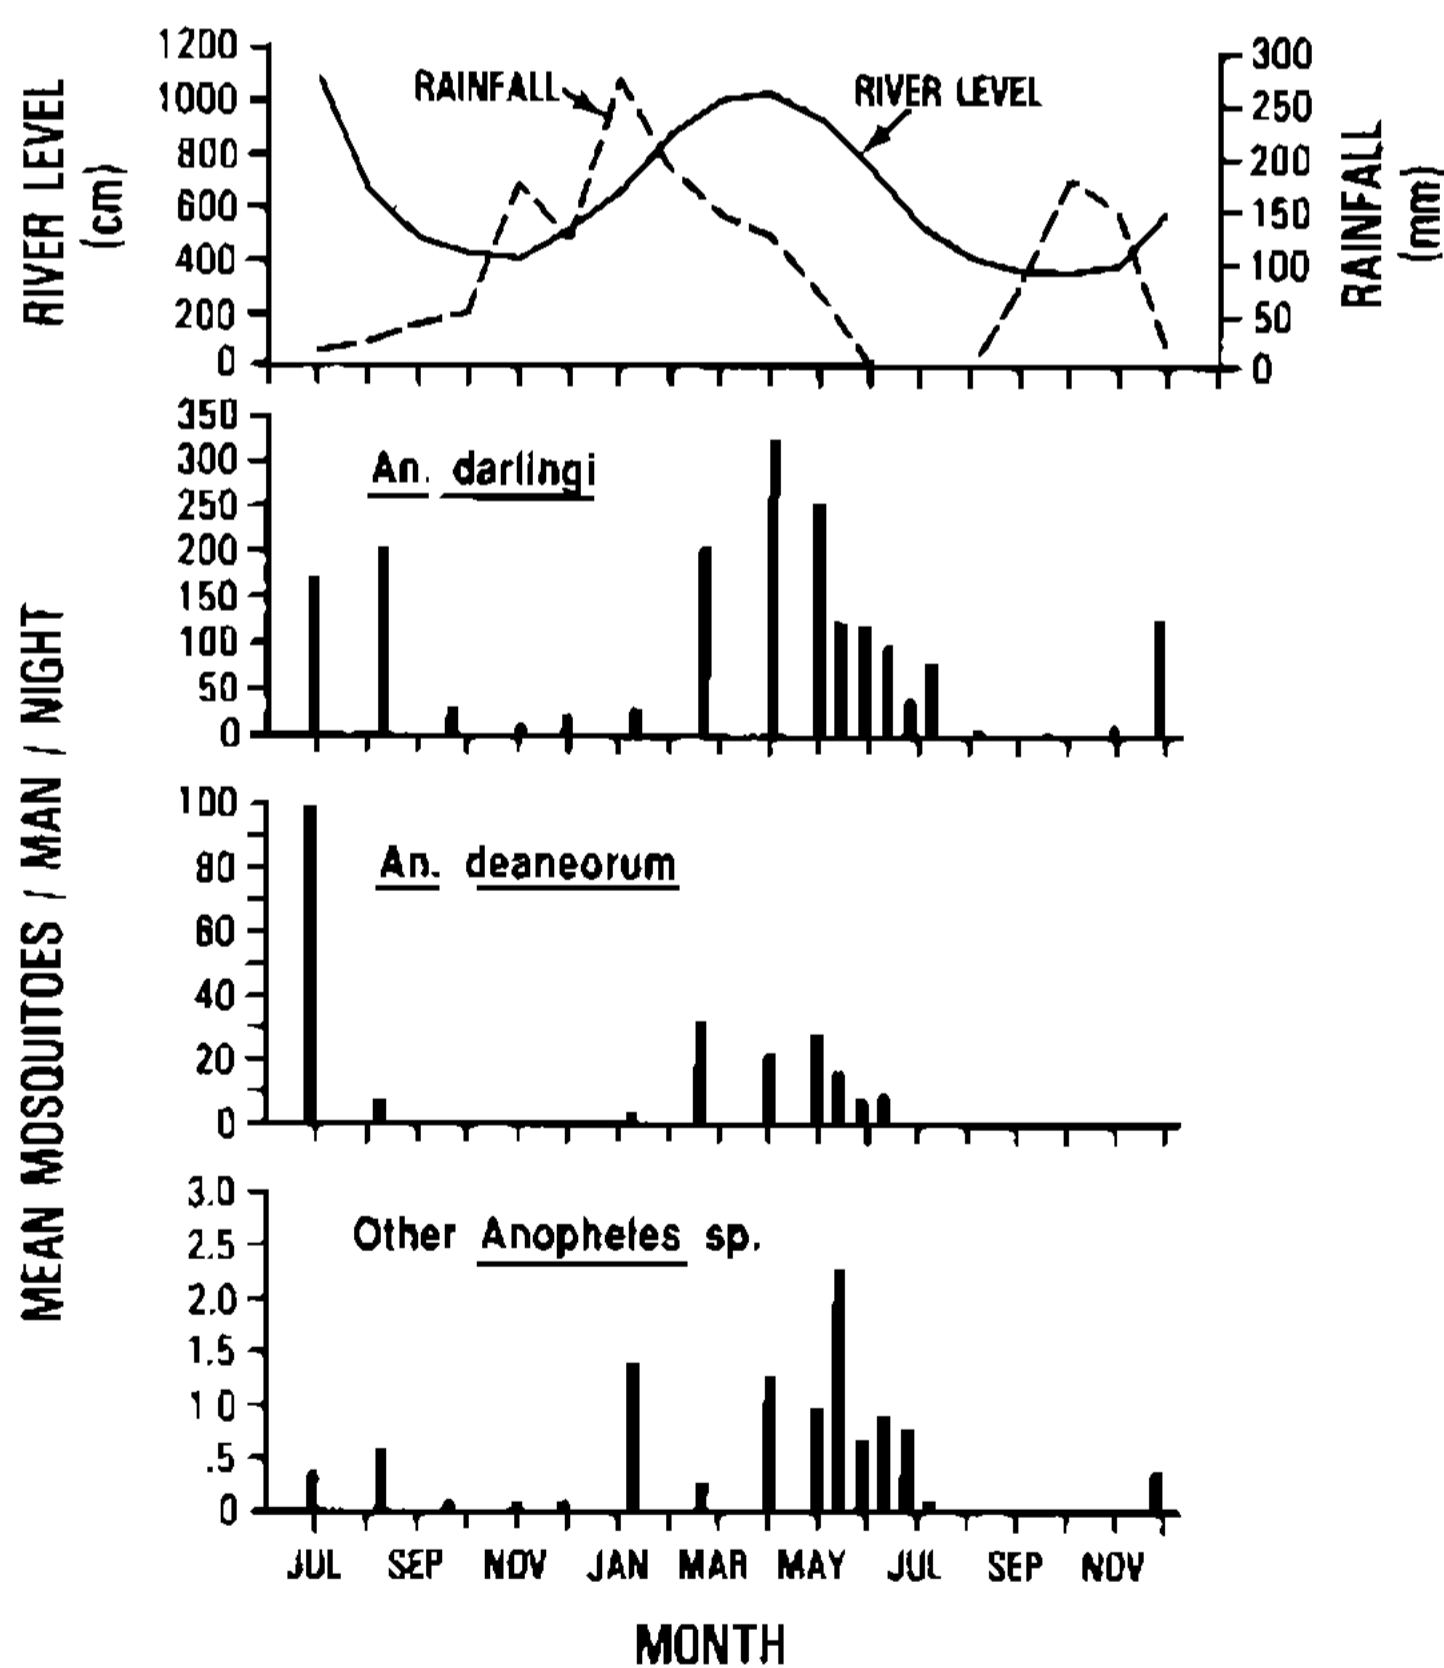 RIVER LEVEL
(cm)
1200
1000
800
600
400
200
0
RAINFALL
RIVER LEVEL
300
250
200
150
100
50
0
RAINFALL
(mm)
MEAN MOSQUITOES / MAN / NIGHT
350
300
250
200
150
100
50
0
An. darlingi
100
80
60
40
20
0
An. deaneorum
3.0
2.5
2.0
1.5
1 0
.5
0
Other Anopheles sp.
JUL SEP NOV JAN MAR MAY JUL SEP NOV
MONTH